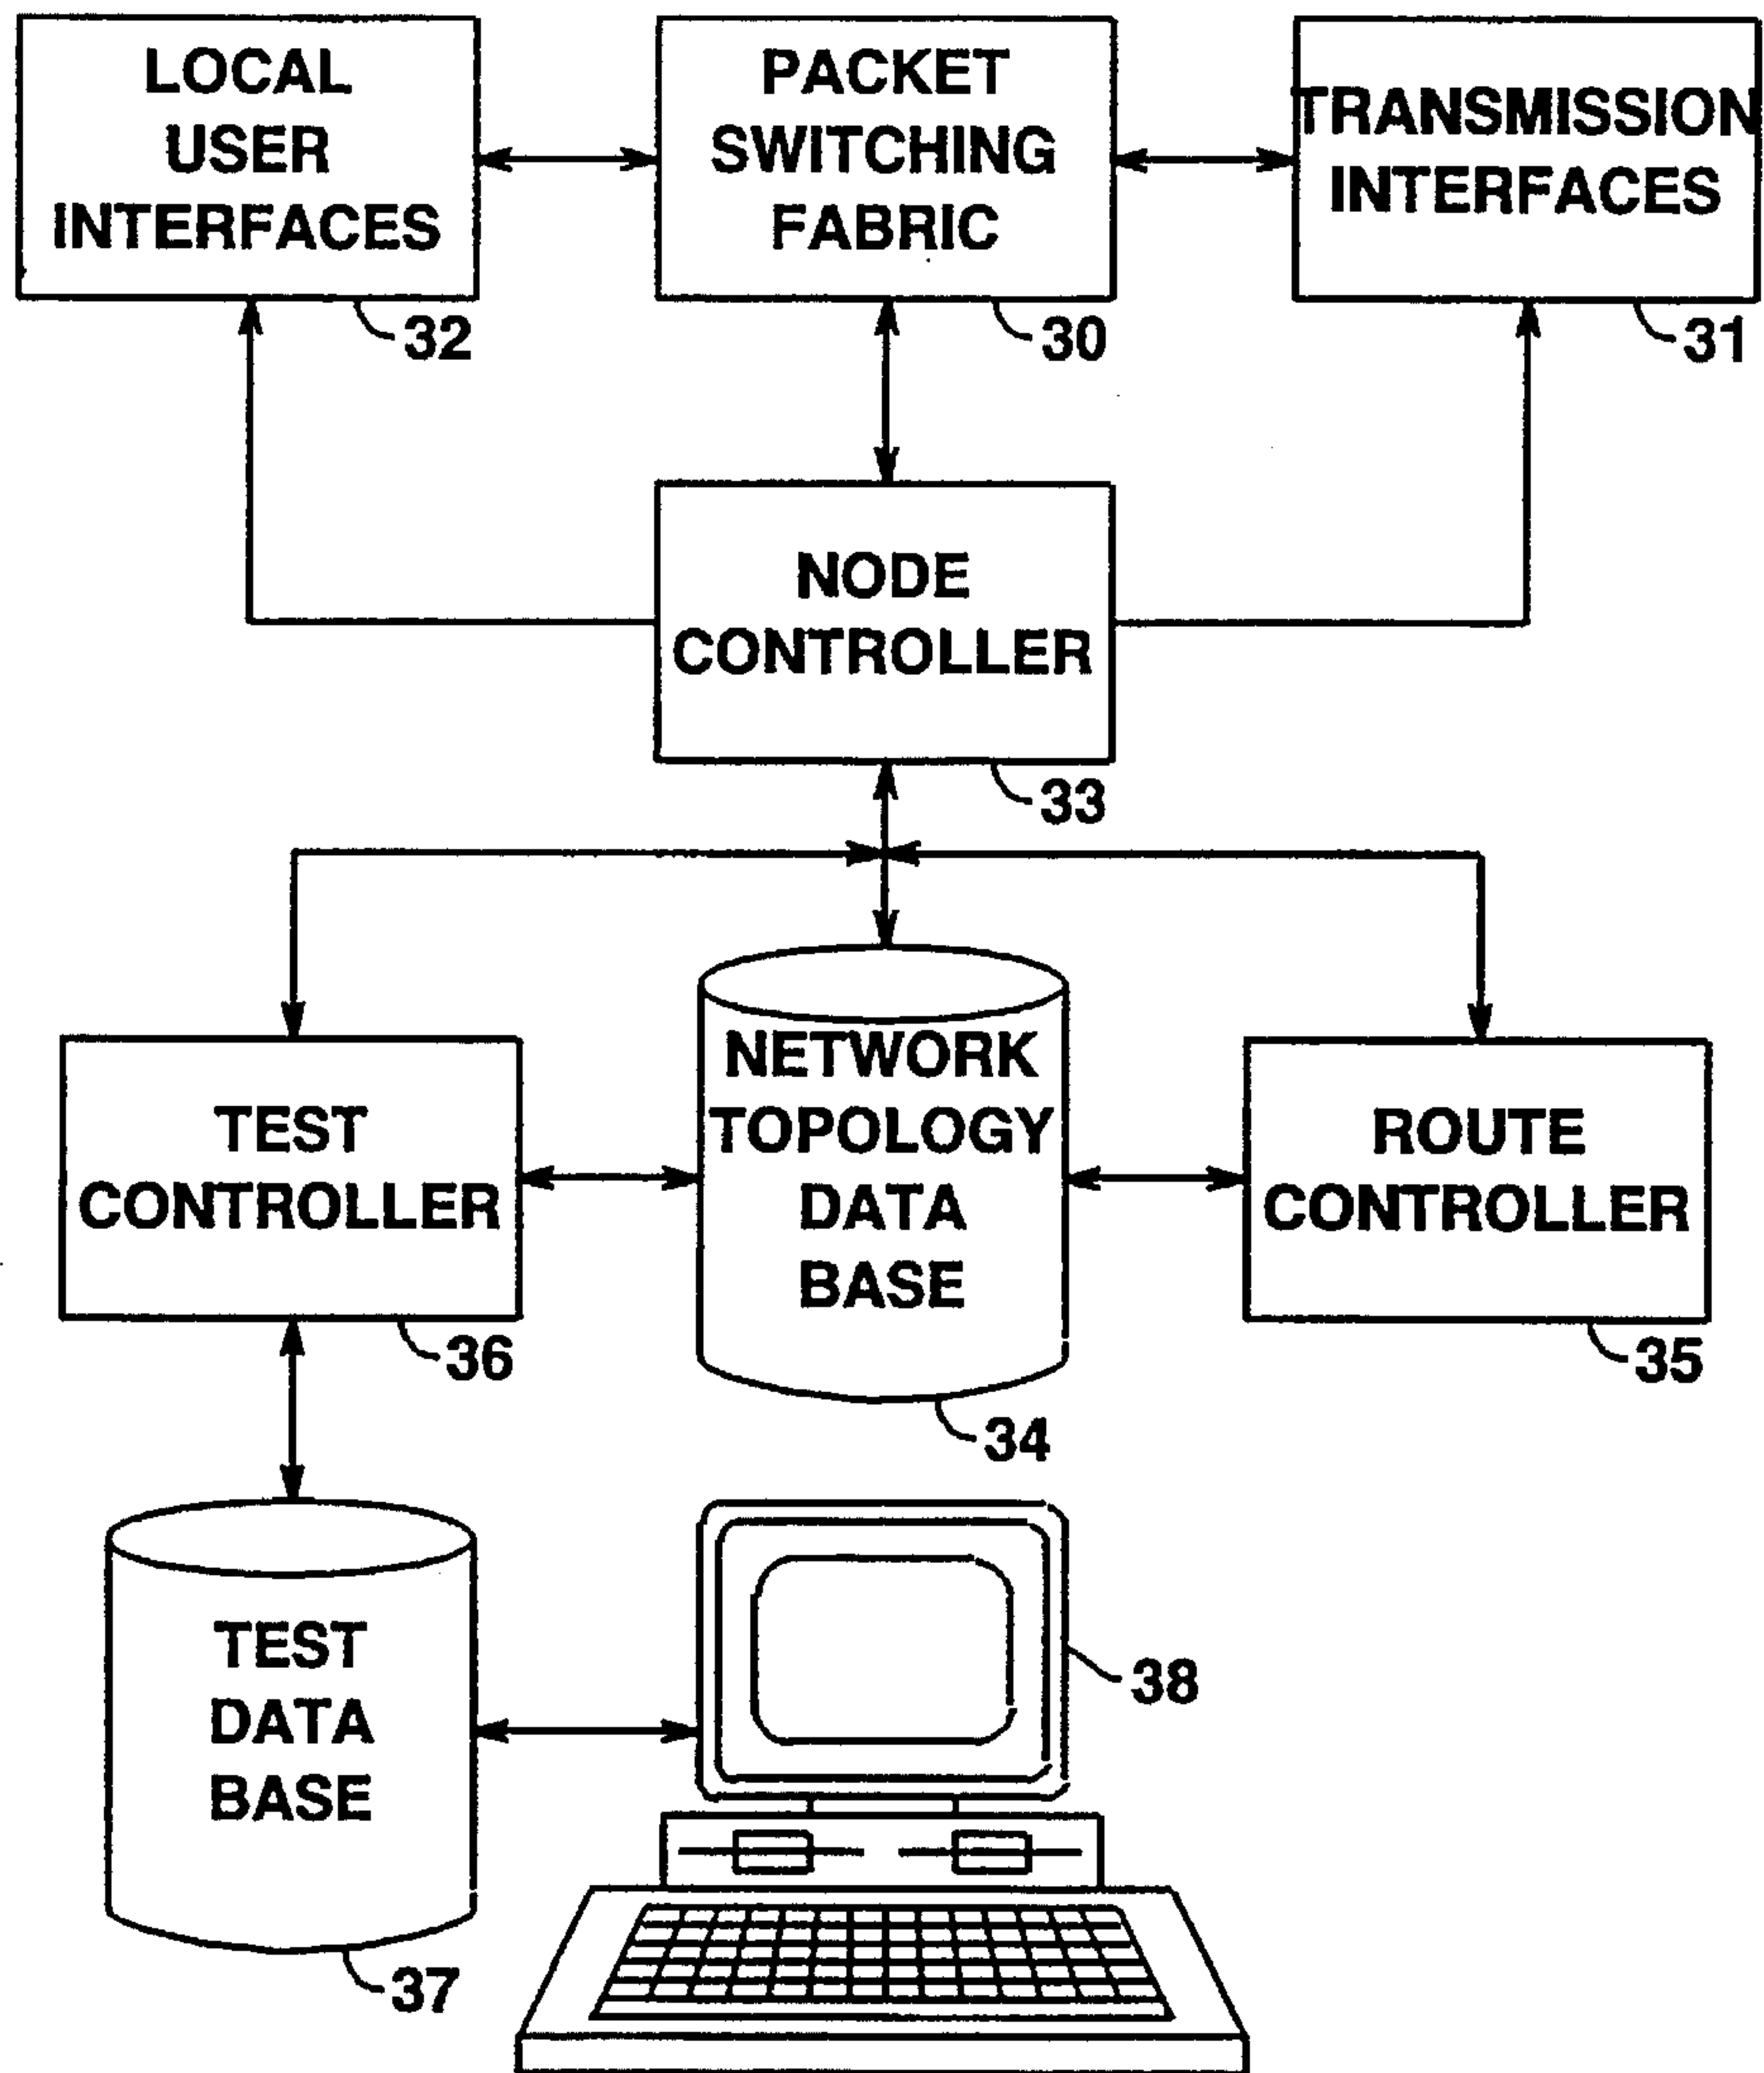 LOCAL
USER
INTERFACES
32
PACKET
SWITCHING
FABRIC
30
TRANSMISSION
INTERFACES
31
NODE
CONTROLLER
33
TEST
CONTROLLER
36
NETWORK
TOPOLOGY
DATA
BASE
34
ROUTE
CONTROLLER
35
TEST
DATA
BASE
37
38